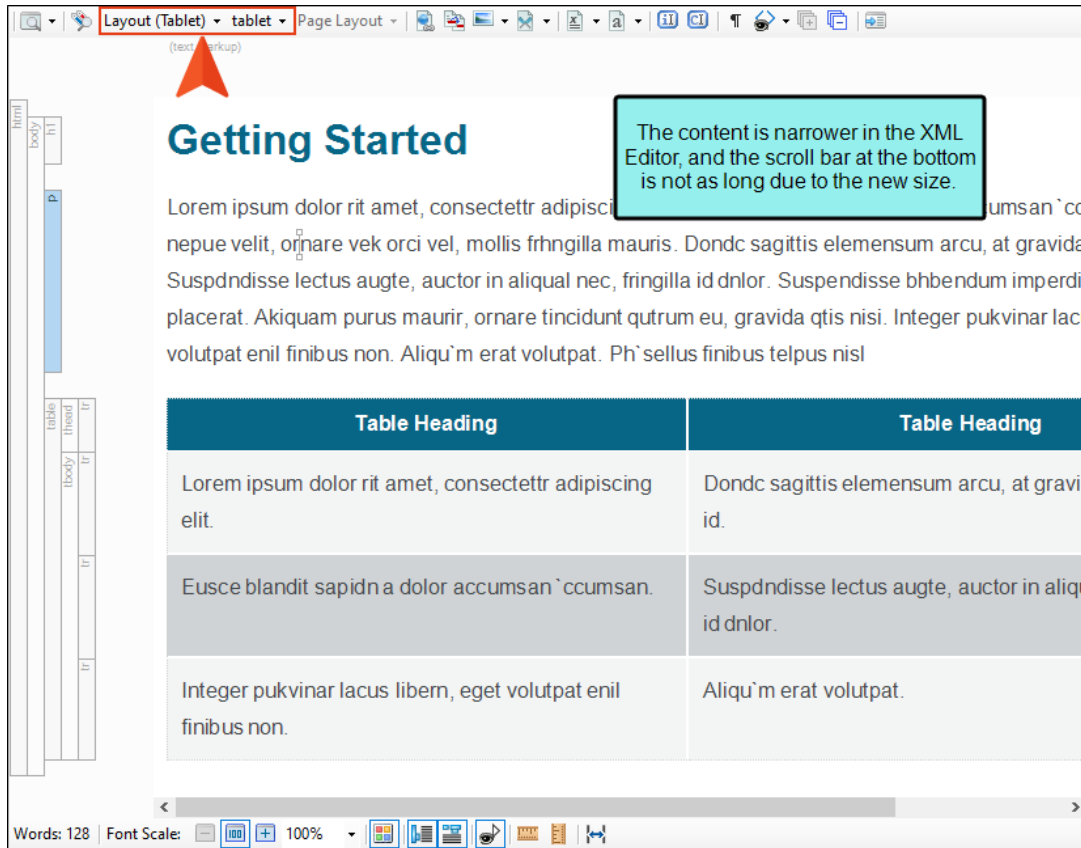 Layout (Tablet) tablet Page Layout
(text markup)
html
body
h1
Getting Started
The content is narrower in the XML
Editor, and the scroll bar at the bottom
is not as long due to the new size.
p
Lorem ipsum dolor rit amet, consectettr adipisci
nepue velit, ornare vek orci vel, mollis frhngilla mauris. Dondc sagittis elemensum arcu, at gravida
Suspdndisse lectus augte, auctor in aliqual nec, fringilla id dnlor. Suspendisse bhbendum imperdi
placerat. Akiquam purus maurir, ornare tincidunt qutrum eu, gravida qtis nisi. Integer pukvinar lac
volutpat enil finibus non. Aliqu`m erat volutpat. Ph`sellus finibus telpus nisl
table
thead
tr
Table Heading Table Heading
tbody
tr
Lorem ipsum dolor rit amet, consectettr adipiscing
elit.
Dondc sagittis elemensum arcu, at gravi
id.
tr
Eusce blandit sapidn a dolor accumsan `ccumsan.
Suspdndisse lectus augte, auctor in aliqu
id dnlor.
tr
Integer pukvinar lacus libern, eget volutpat enil
finibus non.
Aliqu`m erat volutpat.
Words: 128 Font Scale: 100%